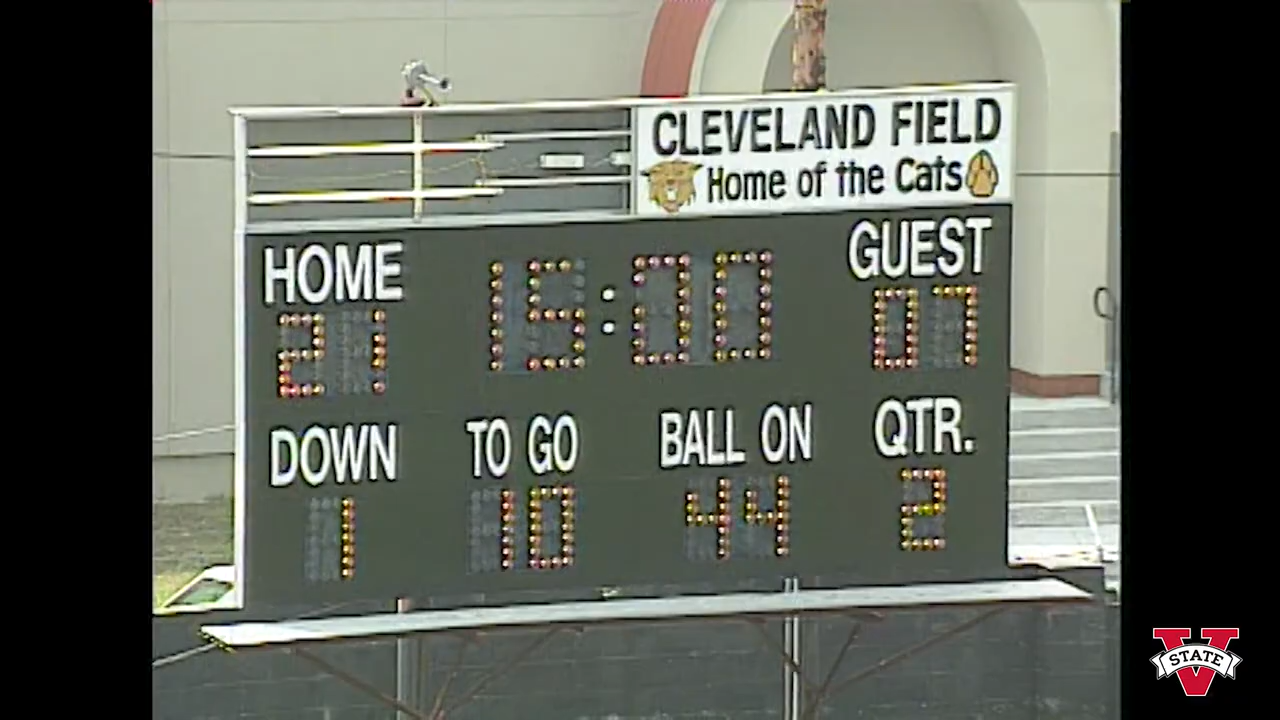 CLEVELAND FIELD
Home of the Cats
HOME 15:00 GUEST
21 07
DOWN TO GO BALL ON QTR.
1 10 44 2
V STATE